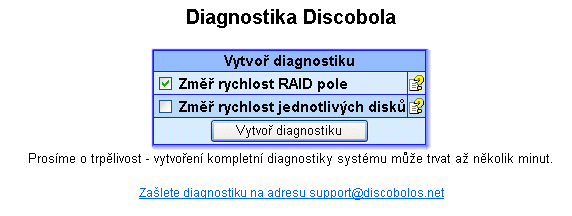 Diagnostika Discobola
Vytvoř diagnostiku
Změř rychlost RAID pole
Změř rychlost jednotlivých disků
Vytvoř diagnostiku
Prosíme o trpělivost - vytvoření kompletní diagnostiky systému může trvat až několik minut.
Zašlete diagnostiku na adresu support@discobolos.net